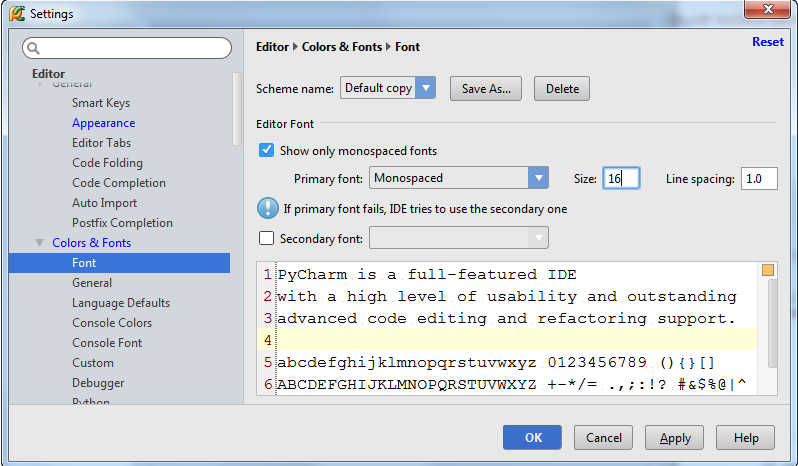 Settings
Editor
General
Smart Keys
Appearance
Editor Tabs
Code Folding
Code Completion
Auto Import
Postfix Completion
Colors & Fonts
Font
General
Language Defaults
Console Colors
Console Font
Custom
Debugger
Python
Editor ▸ Colors & Fonts ▸ Font
Reset
Scheme name: Default copy Save As... Delete
Editor Font
Show only monospaced fonts
Primary font: Monospaced Size: 16 Line spacing: 1.0
If primary font fails, IDE tries to use the secondary one
Secondary font:
1 PyCharm is a full-featured IDE
2 with a high level of usability and outstanding
3 advanced code editing and refactoring support.
4
5 abcdefghijklmnopqrstuvwxyz 0123456789 (){}[]
6 ABCDEFGHIJKLMNOPQRSTUVWXYZ +-*/= .,;:!? #&$%@|^
OK Cancel Apply Help